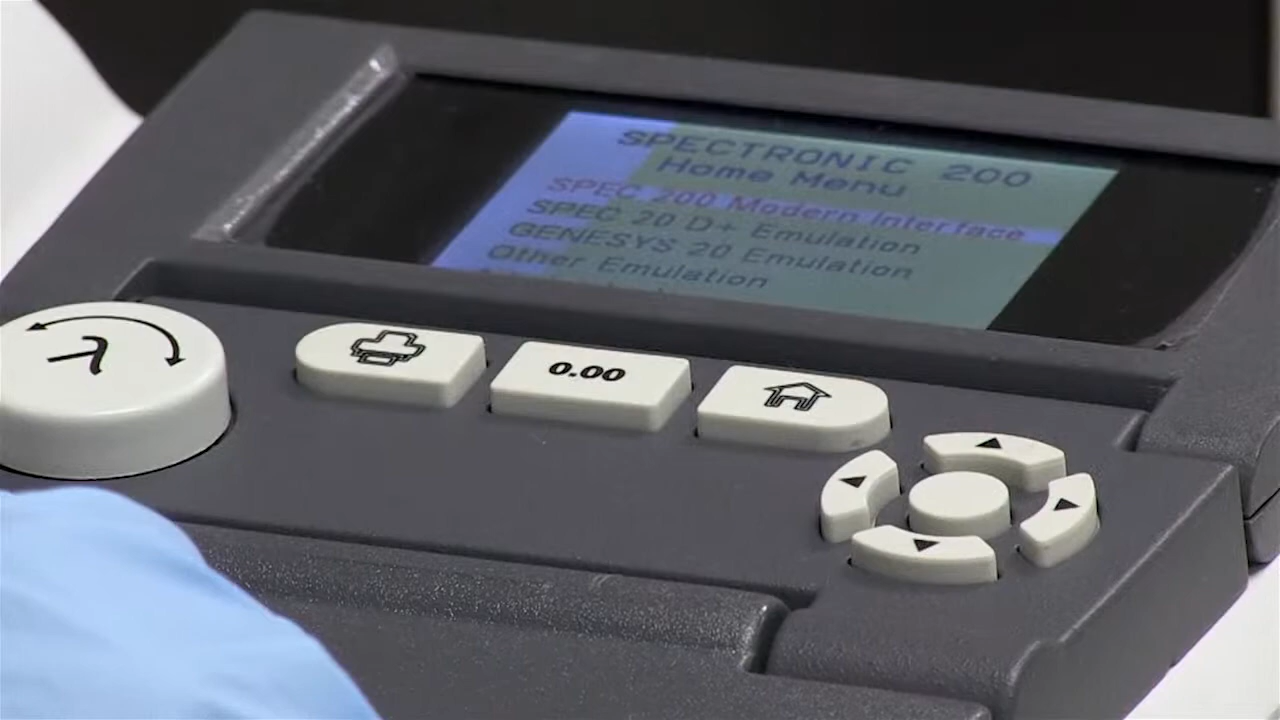 SPECTRONIC 200
Home Menu
SPEC 200 Modern Interface
SPEC 20 D+ Emulation
GENESYS 20 Emulation
Other Emulation
λ
0.00